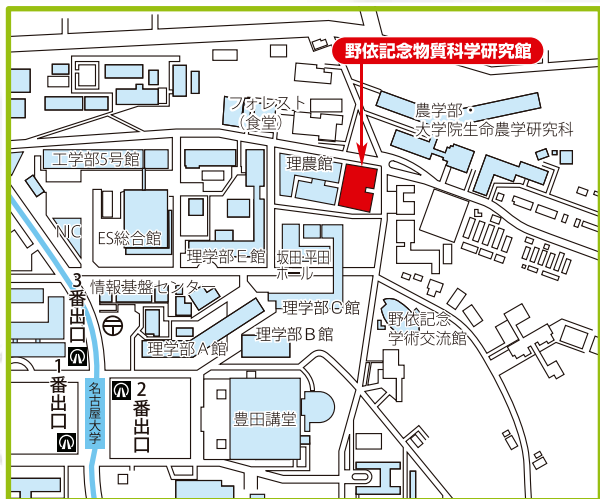 野依記念物質科学研究館
フォレスト
(食堂)
農学部・
大学院生命農学研究科
工学部5号館
理農館
NIC
ES総合館
理学部E館
坂田・平田
ホール
3番出口
情報基盤センター
理学部C館
野依記念
学術交流館
理学部A館
理学部B館
1番出口
名古屋大学
2番出口
豊田講堂